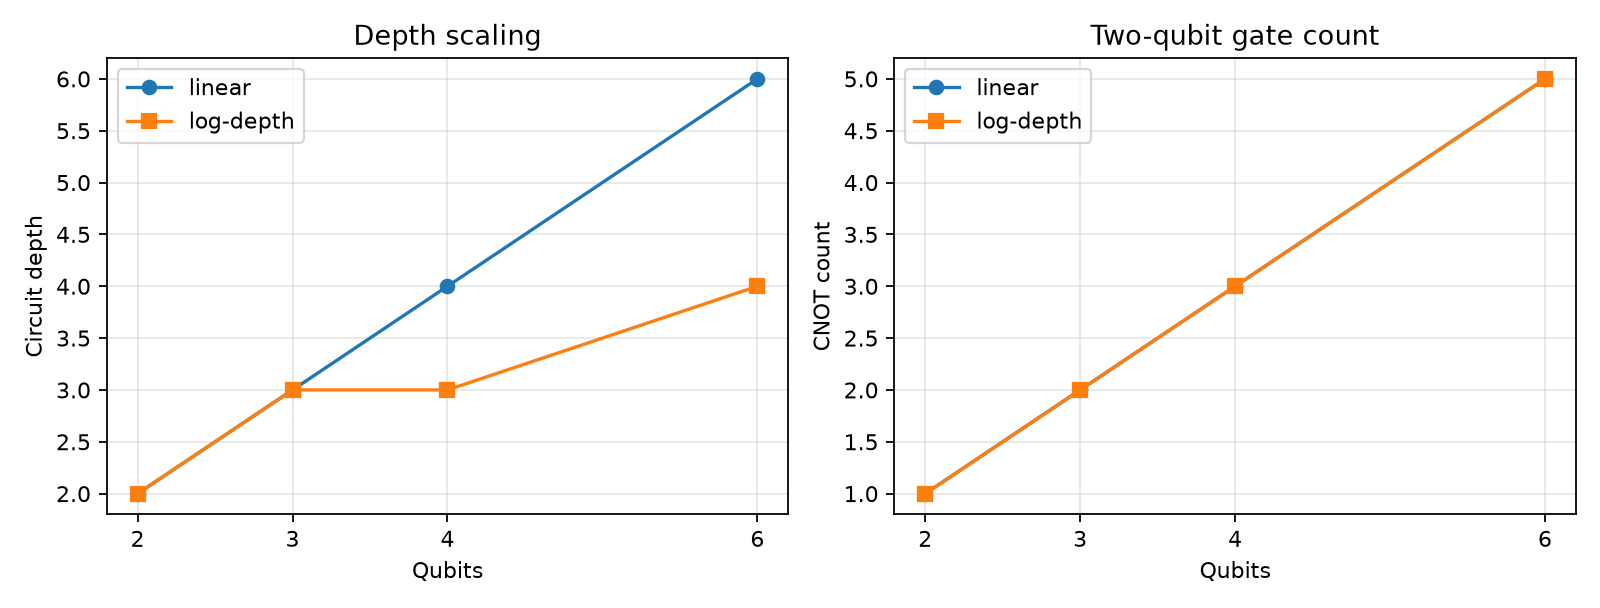 Depth scaling
linear
log-depth
6.0
5.5
5.0
4.5
4.0
3.5
3.0
2.5
2.0
Circuit depth
2 3 4 6
Qubits
Two-qubit gate count
linear
log-depth
5.0
4.5
4.0
3.5
3.0
2.5
2.0
1.5
1.0
CNOT count
2 3 4 6
Qubits